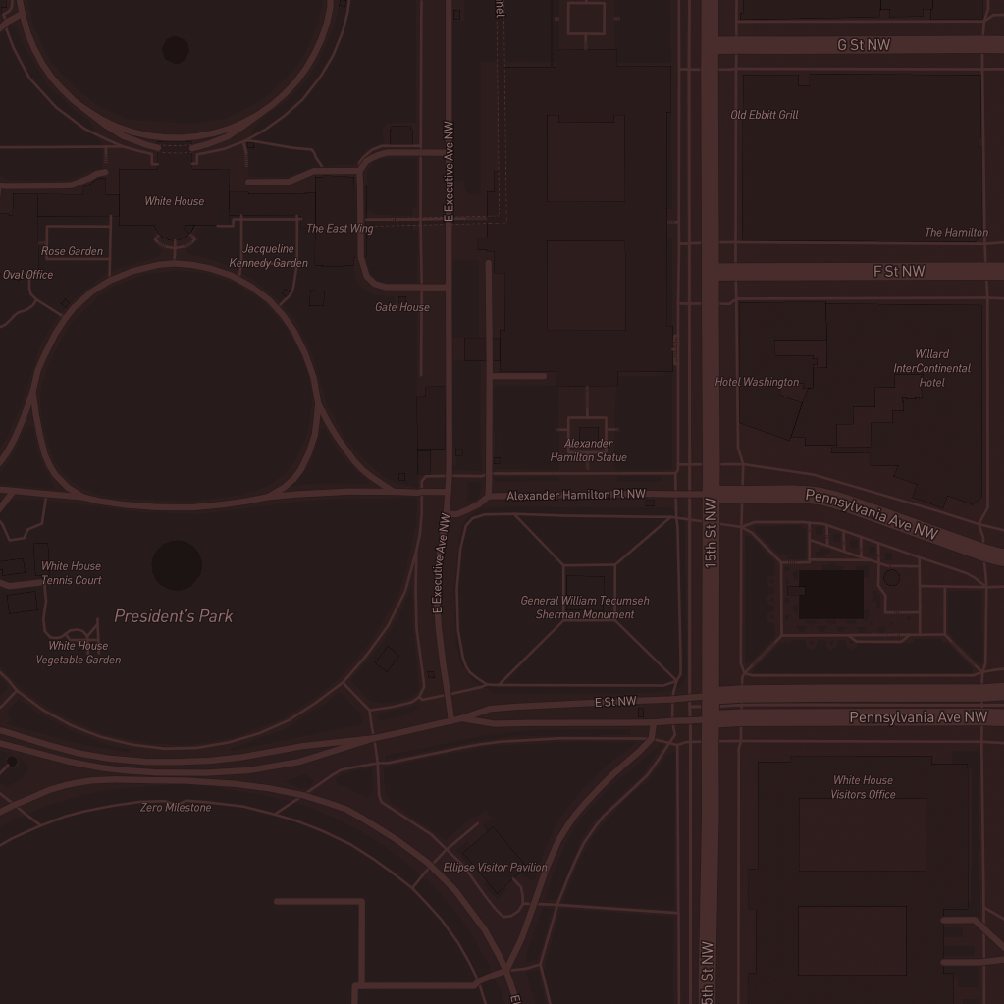 nel
G St NW
Old Ebbitt Grill
E Executive Ave NW
White House
The East Wing
The Hamilton
Rose Garden
Jacqueline
Kennedy Garden
Oval Office
F St NW
Gate House
Willard
InterContinental
Hotel
Hotel Washington
Alexander
Hamilton Statue
Alexander Hamilton Pl NW
Pennsylvania Ave NW
15th St NW
E Executive Ave NW
White House
Tennis Court
General William Tecumseh
Sherman Monument
President's Park
White House
Vegetable Garden
E St NW
Pennsylvania Ave NW
White House
Visitors Office
Zero Milestone
Ellipse Visitor Pavilion
5th St NW